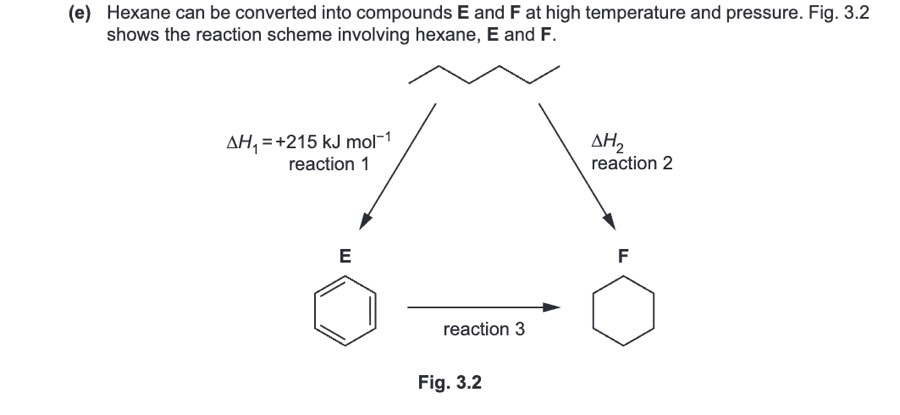 (e) Hexane can be converted into compounds E and F at high temperature and pressure. Fig. 3.2
shows the reaction scheme involving hexane, E and F.
ΔH₁ = +215 kJ mol⁻¹
reaction 1
ΔH₂
reaction 2
E
F
reaction 3
Fig. 3.2